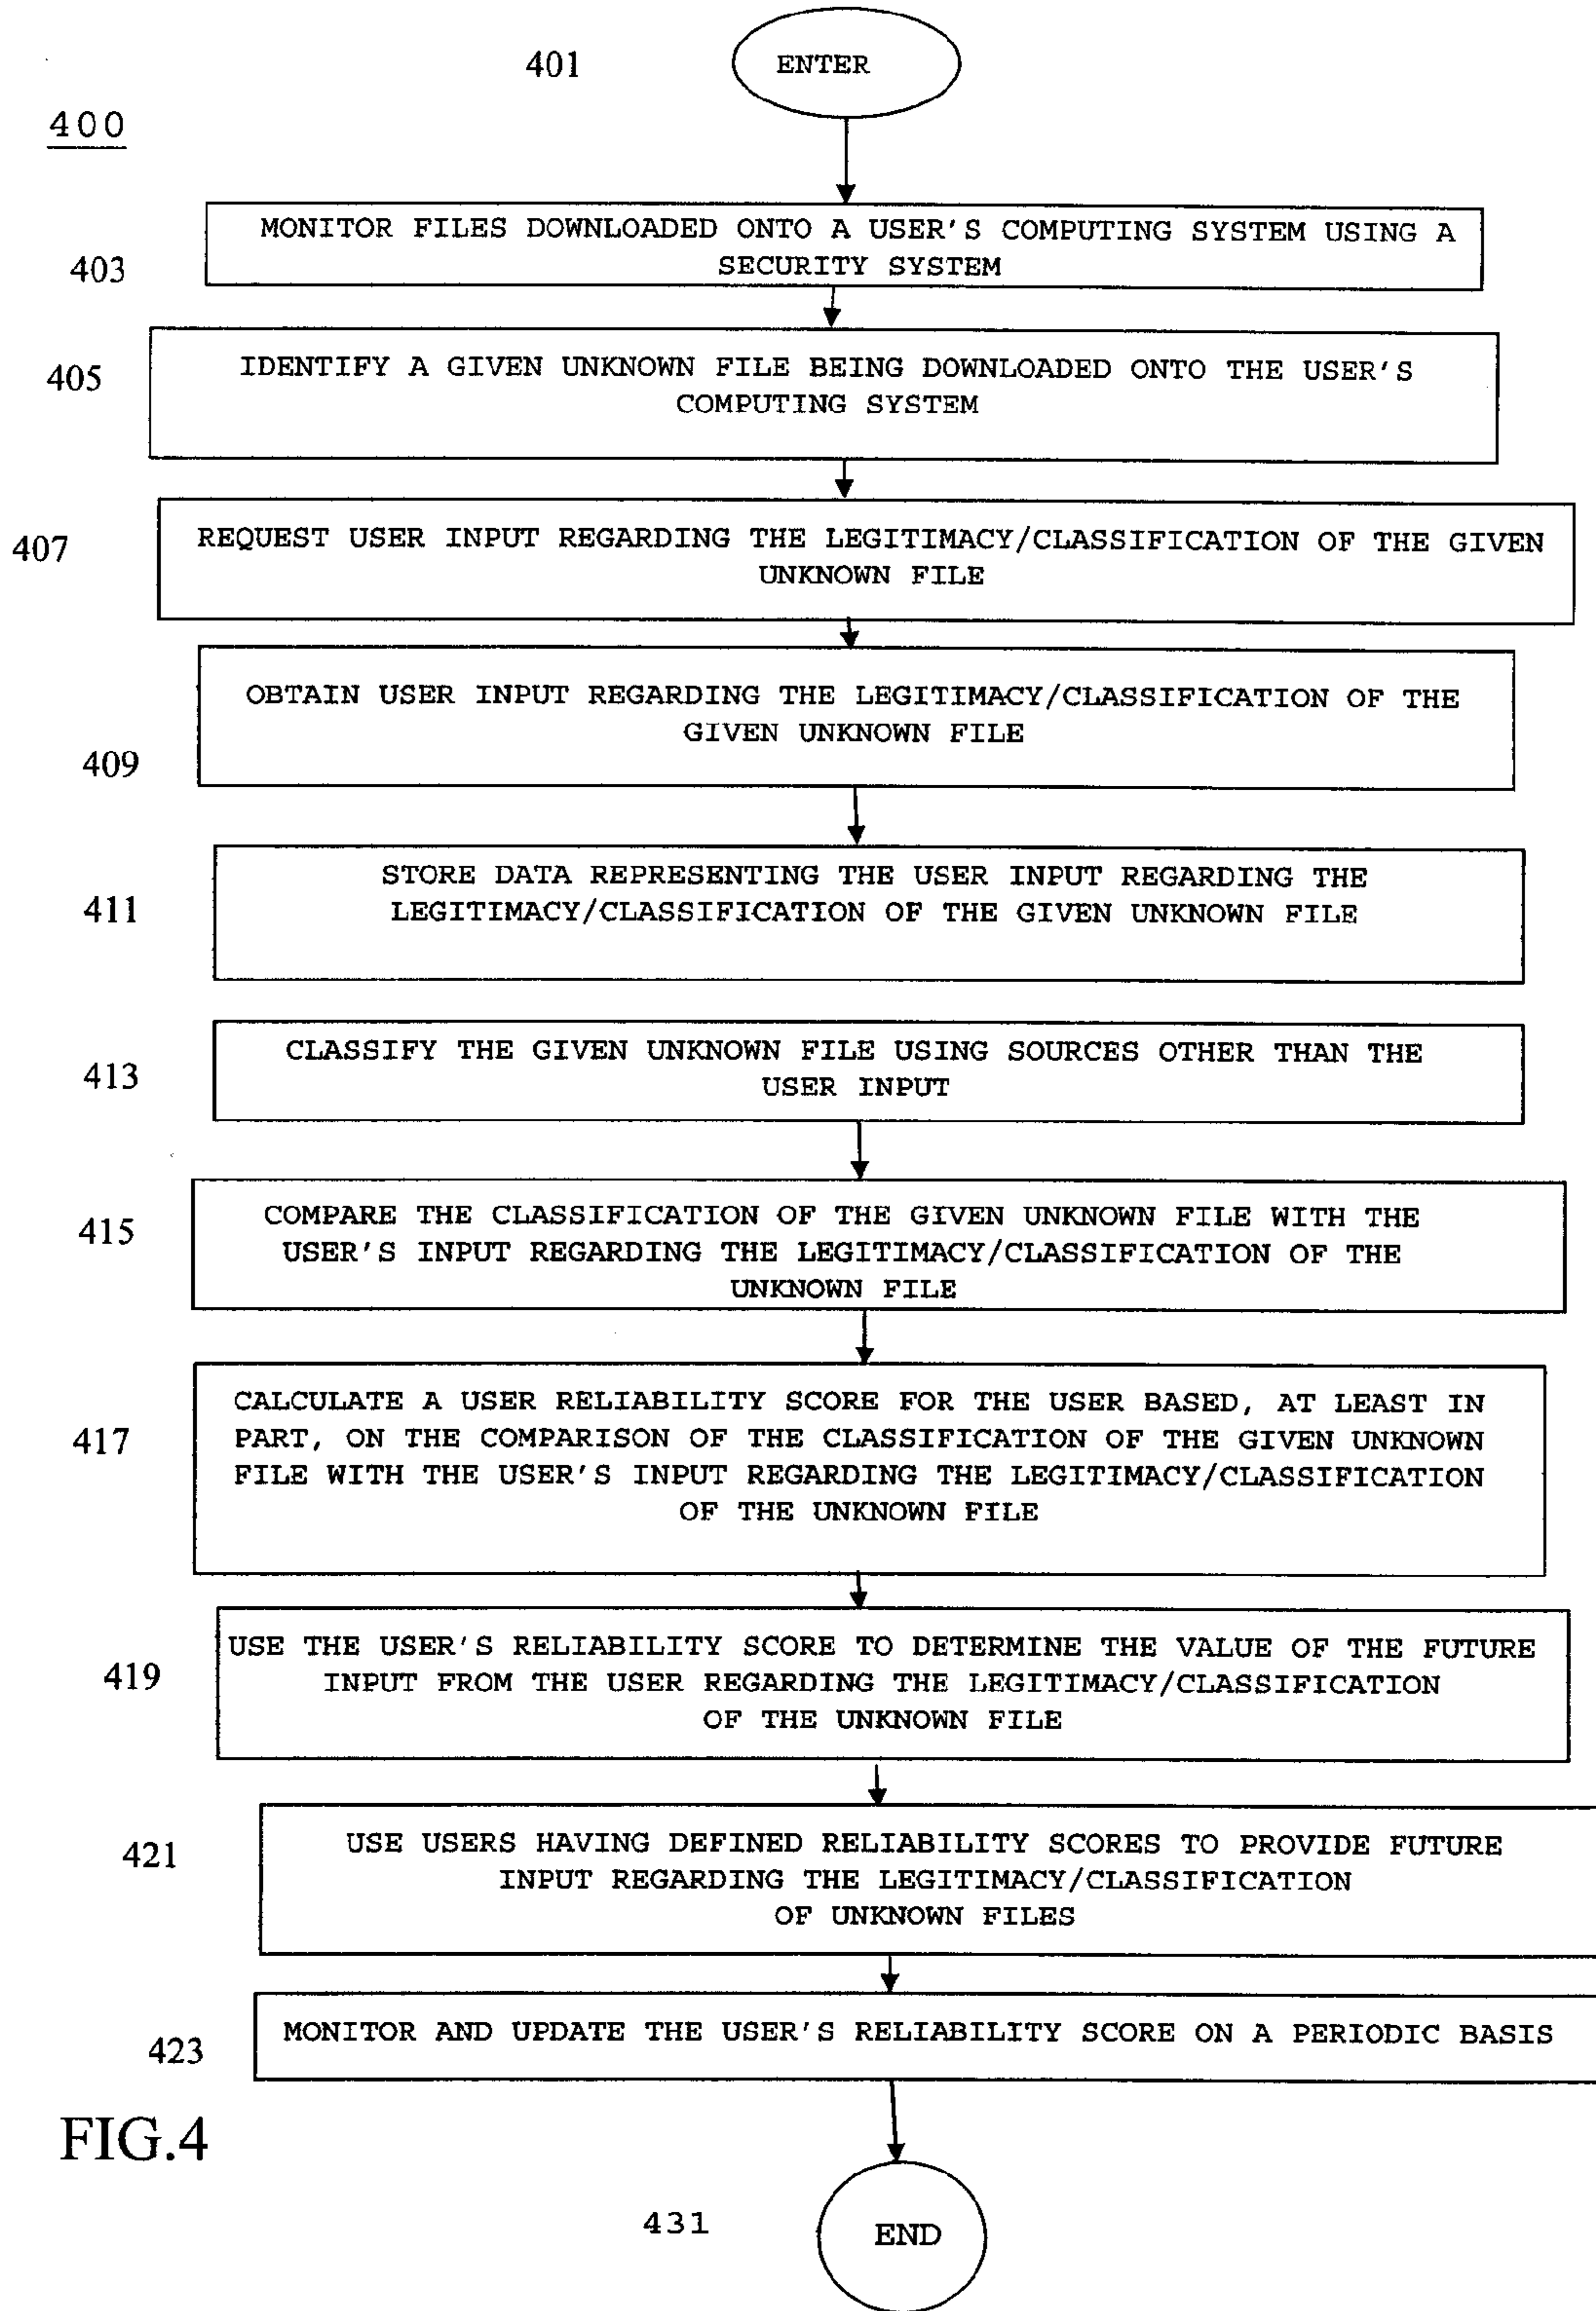 401
ENTER
400
MONITOR FILES DOWNLOADED ONTO A USER'S COMPUTING SYSTEM USING A
SECURITY SYSTEM
403
IDENTIFY A GIVEN UNKNOWN FILE BEING DOWNLOADED ONTO THE USER'S
COMPUTING SYSTEM
405
REQUEST USER INPUT REGARDING THE LEGITIMACY/CLASSIFICATION OF THE GIVEN
UNKNOWN FILE
407
OBTAIN USER INPUT REGARDING THE LEGITIMACY/CLASSIFICATION OF THE
GIVEN UNKNOWN FILE
409
STORE DATA REPRESENTING THE USER INPUT REGARDING THE
LEGITIMACY/CLASSIFICATION OF THE GIVEN UNKNOWN FILE
411
CLASSIFY THE GIVEN UNKNOWN FILE USING SOURCES OTHER THAN THE
USER INPUT
413
COMPARE THE CLASSIFICATION OF THE GIVEN UNKNOWN FILE WITH THE
USER'S INPUT REGARDING THE LEGITIMACY/CLASSIFICATION OF THE
UNKNOWN FILE
415
CALCULATE A USER RELIABILITY SCORE FOR THE USER BASED, AT LEAST IN
PART, ON THE COMPARISON OF THE CLASSIFICATION OF THE GIVEN UNKNOWN
FILE WITH THE USER'S INPUT REGARDING THE LEGITIMACY/CLASSIFICATION
OF THE UNKNOWN FILE
417
USE THE USER'S RELIABILITY SCORE TO DETERMINE THE VALUE OF THE FUTURE
INPUT FROM THE USER REGARDING THE LEGITIMACY/CLASSIFICATION
OF THE UNKNOWN FILE
419
USE USERS HAVING DEFINED RELIABILITY SCORES TO PROVIDE FUTURE
INPUT REGARDING THE LEGITIMACY/CLASSIFICATION
OF UNKNOWN FILES
421
MONITOR AND UPDATE THE USER'S RELIABILITY SCORE ON A PERIODIC BASIS
423
FIG.4
431
END